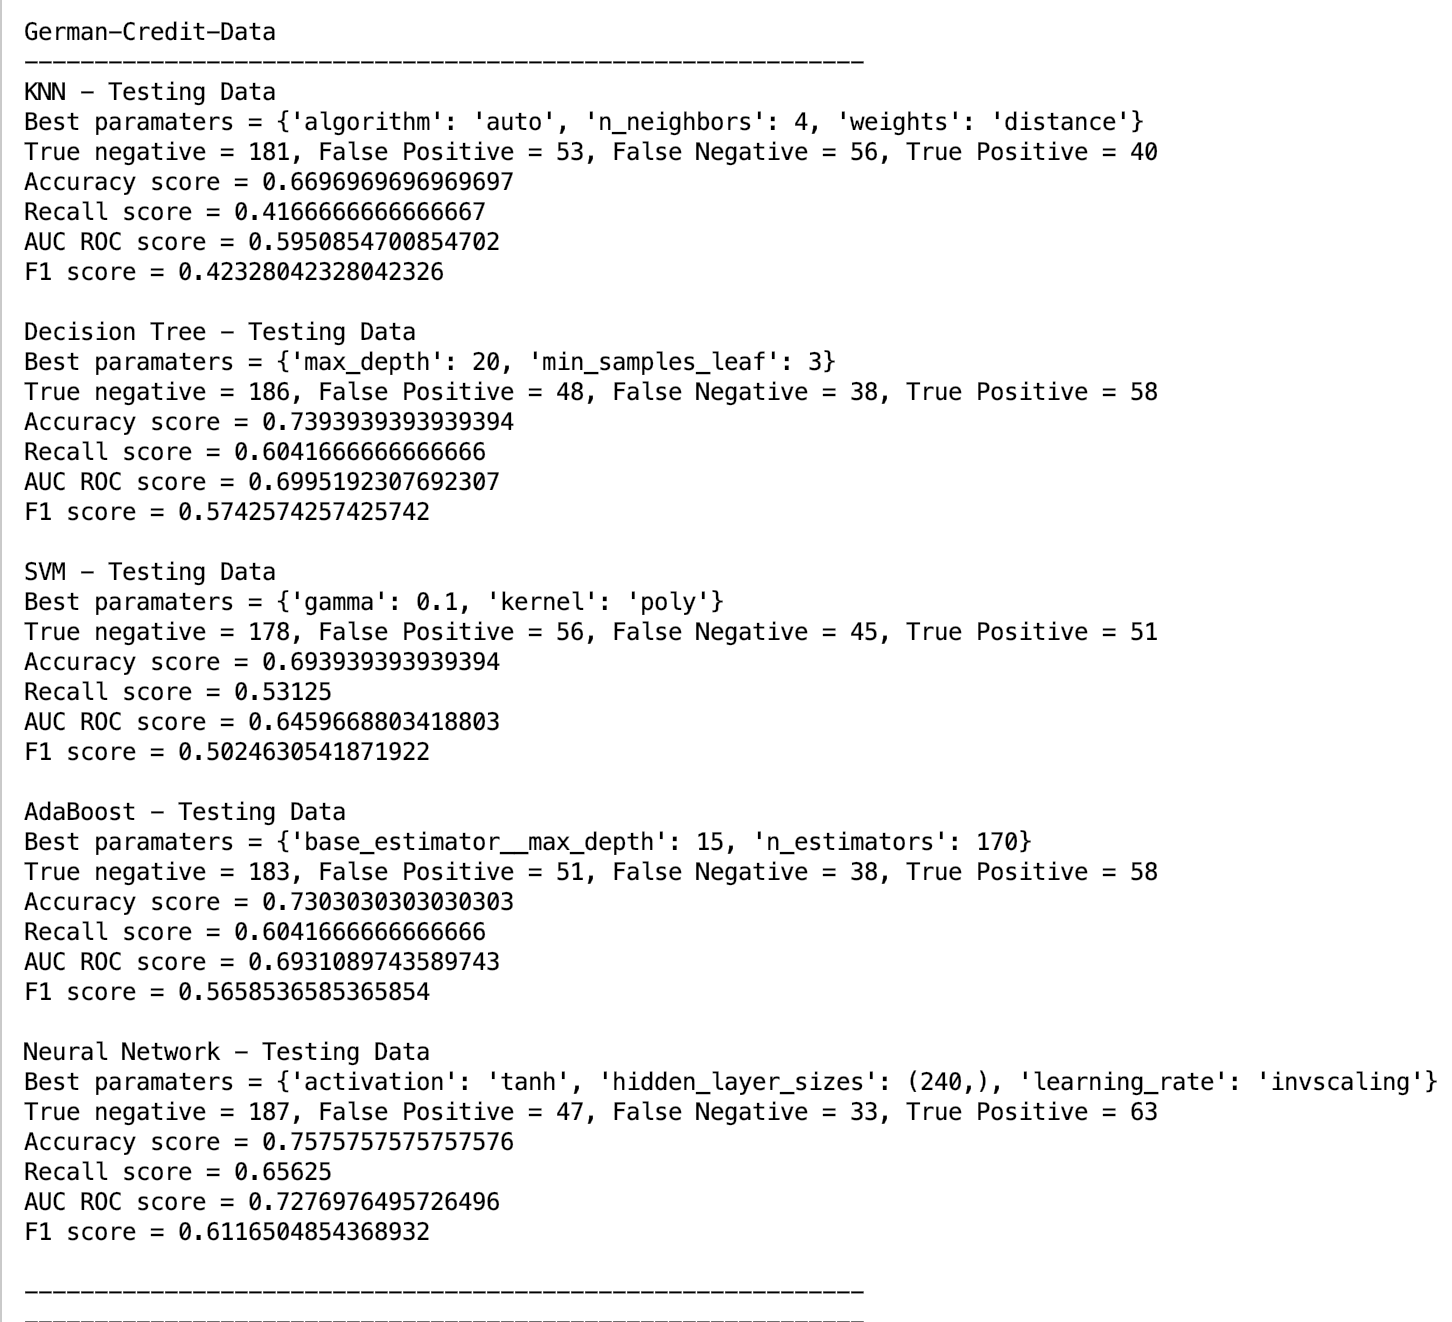 German-Credit-Data
------------------------------------------------------------
KNN - Testing Data
Best paramaters = {'algorithm': 'auto', 'n_neighbors': 4, 'weights': 'distance'}
True negative = 181, False Positive = 53, False Negative = 56, True Positive = 40
Accuracy score = 0.6696969696969697
Recall score = 0.4166666666666667
AUC ROC score = 0.5950854700854702
F1 score = 0.42328042328042326

Decision Tree - Testing Data
Best paramaters = {'max_depth': 20, 'min_samples_leaf': 3}
True negative = 186, False Positive = 48, False Negative = 38, True Positive = 58
Accuracy score = 0.7393939393939394
Recall score = 0.6041666666666666
AUC ROC score = 0.6995192307692307
F1 score = 0.5742574257425742

SVM - Testing Data
Best paramaters = {'gamma': 0.1, 'kernel': 'poly'}
True negative = 178, False Positive = 56, False Negative = 45, True Positive = 51
Accuracy score = 0.693939393939394
Recall score = 0.53125
AUC ROC score = 0.6459668803418803
F1 score = 0.5024630541871922

AdaBoost - Testing Data
Best paramaters = {'base_estimator__max_depth': 15, 'n_estimators': 170}
True negative = 183, False Positive = 51, False Negative = 38, True Positive = 58
Accuracy score = 0.7303030303030303
Recall score = 0.6041666666666666
AUC ROC score = 0.6931089743589743
F1 score = 0.5658536585365854

Neural Network - Testing Data
Best paramaters = {'activation': 'tanh', 'hidden_layer_sizes': (240,), 'learning_rate': 'invscaling'}
True negative = 187, False Positive = 47, False Negative = 33, True Positive = 63
Accuracy score = 0.7575757575757576
Recall score = 0.65625
AUC ROC score = 0.7276976495726496
F1 score = 0.6116504854368932

------------------------------------------------------------
------------------------------------------------------------